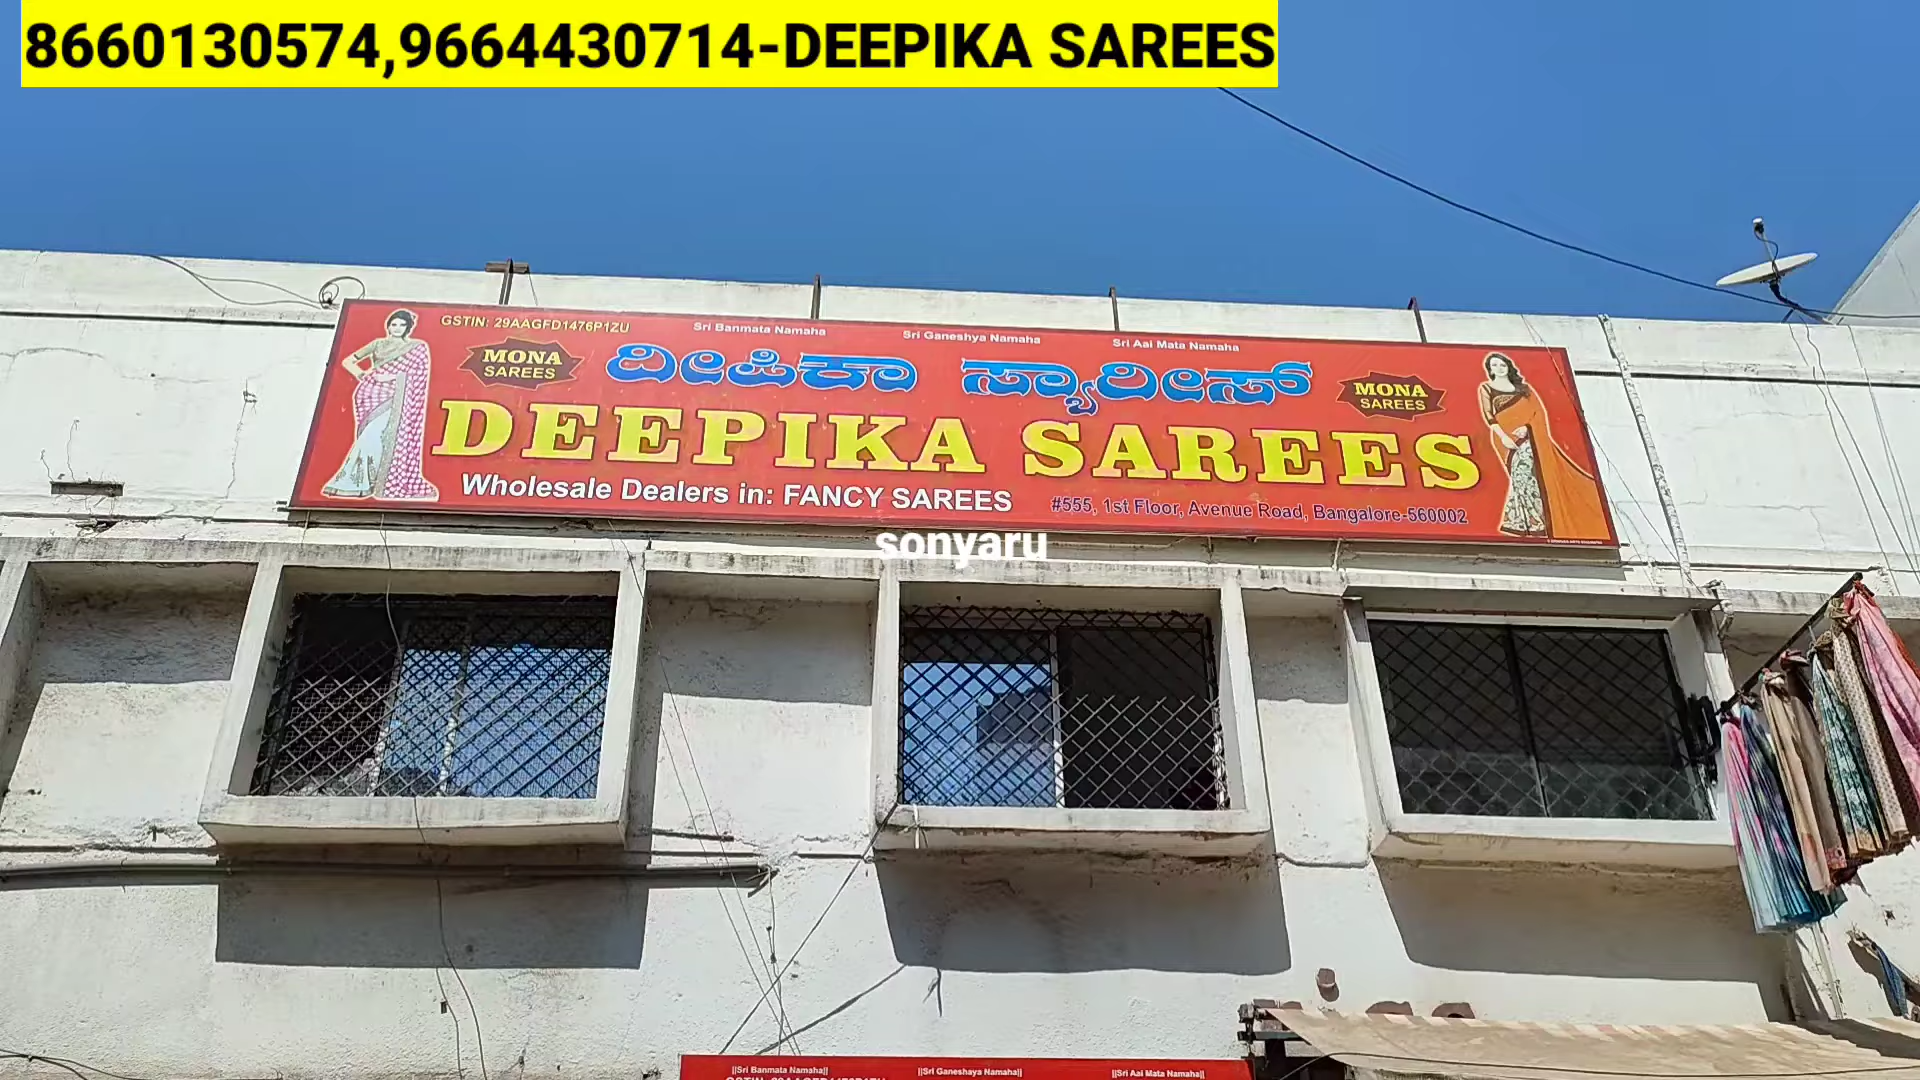 8660130574,9664430714-DEEPIKA SAREES
GSTIN: 29AAGFD1476P1ZU
Sri Banmata Namaha
Sri Ganeshya Namaha
Sri Aai Mata Namaha
MONA
SAREES
ದೀಪಿಕಾ ಸ್ಯಾರೀಸ್
MONA
SAREES
DEEPIKA SAREES
Wholesale Dealers in: FANCY SAREES
#555, 1st Floor, Avenue Road, Bangalore-560002
sonyaru
||Sri Banmata Namaha||
||Sri Ganeshaya Namaha||
||Sri Aai Mata Namaha||